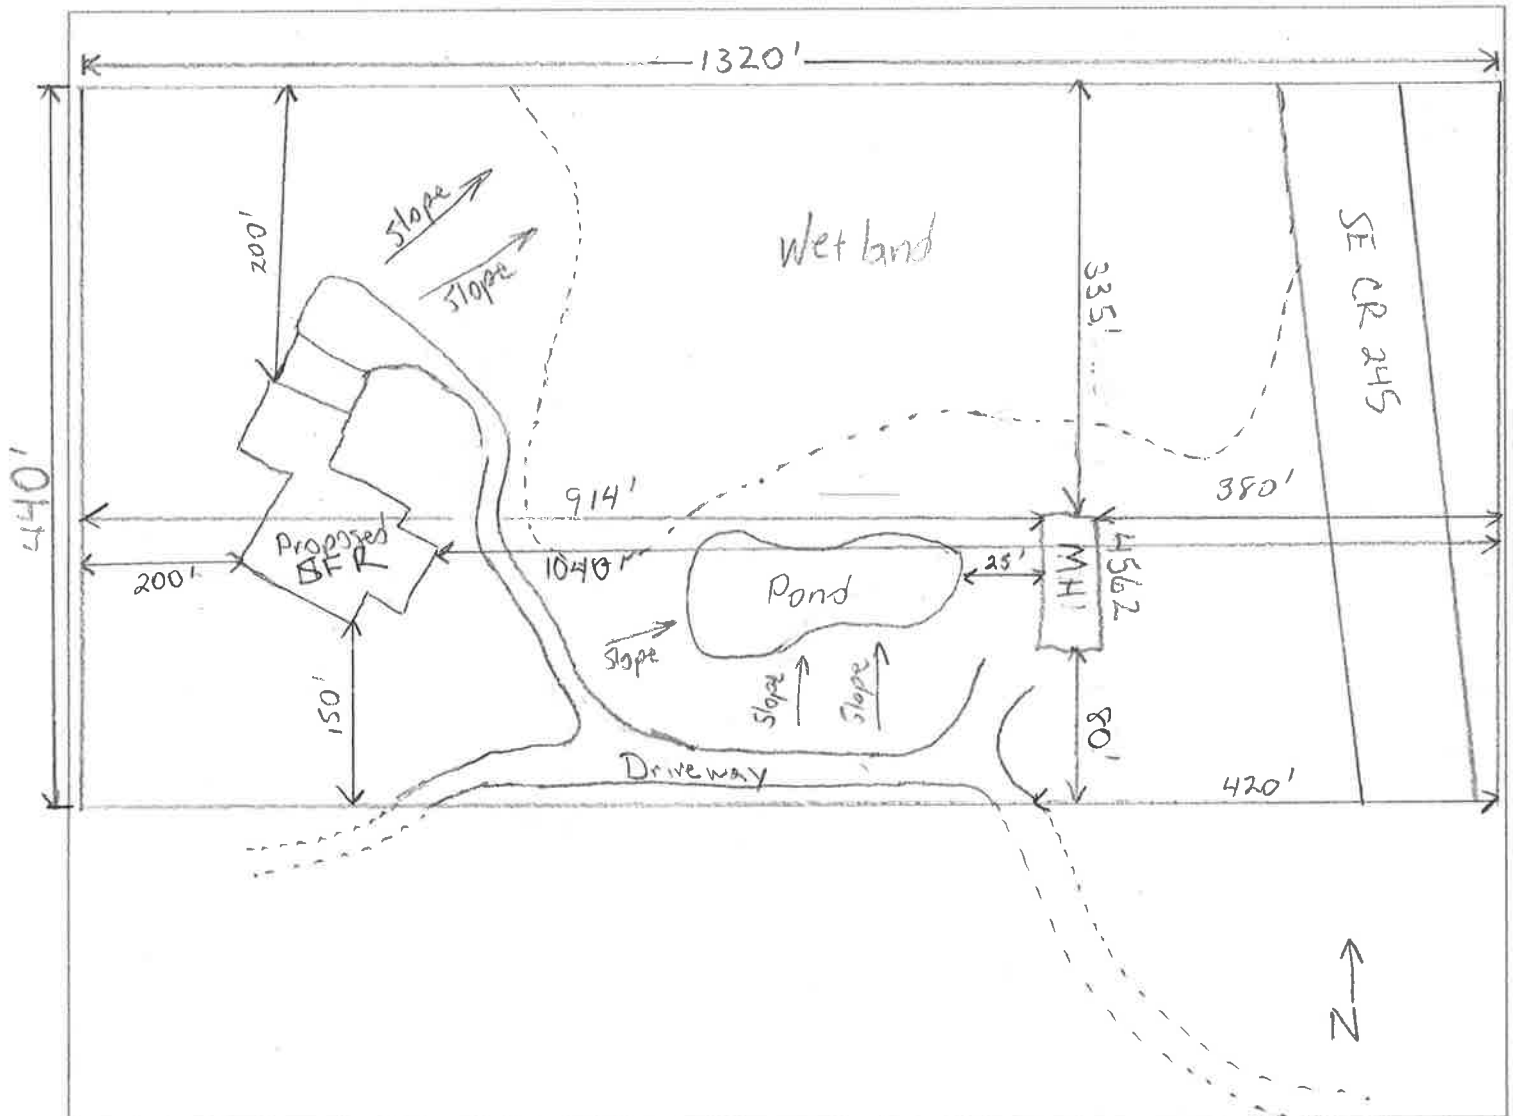 1320'
200'
Slope
Slope
Wetland
335'
SE CR 245
440'
914'
380'
Proposed
SFR
1040'
200'
Pond
25'
MH
4562
Slope
Slope
Slope
150'
80'
Driveway
420'
N